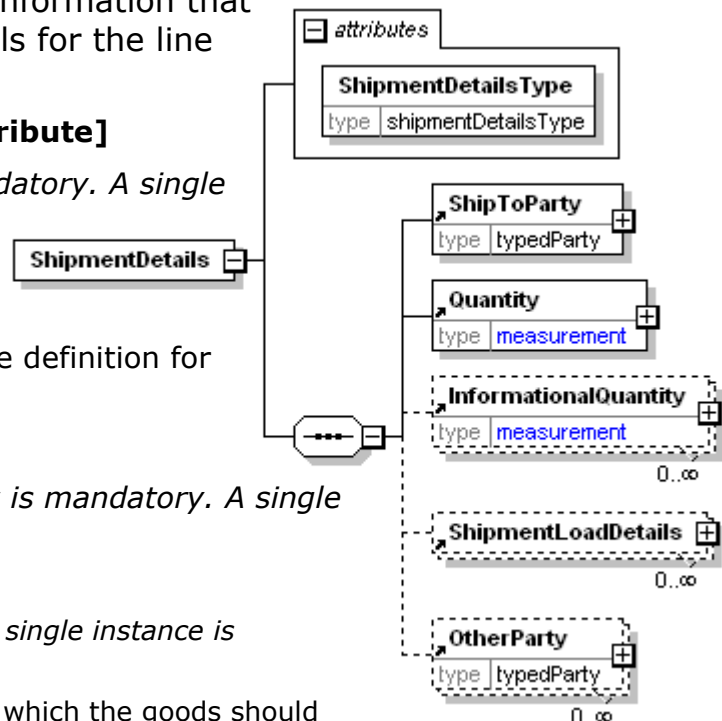 information that
ls for the line
ribute]
datory. A single
e definition for
is mandatory. A single
single instance is
which the goods should
attributes
ShipmentDetailsType
type shipmentDetailsType
ShipmentDetails
ShipToParty
type typedParty
Quantity
type measurement
InformationalQuantity
type measurement
0..∞
ShipmentLoadDetails
0..∞
OtherParty
type typedParty
0..∞